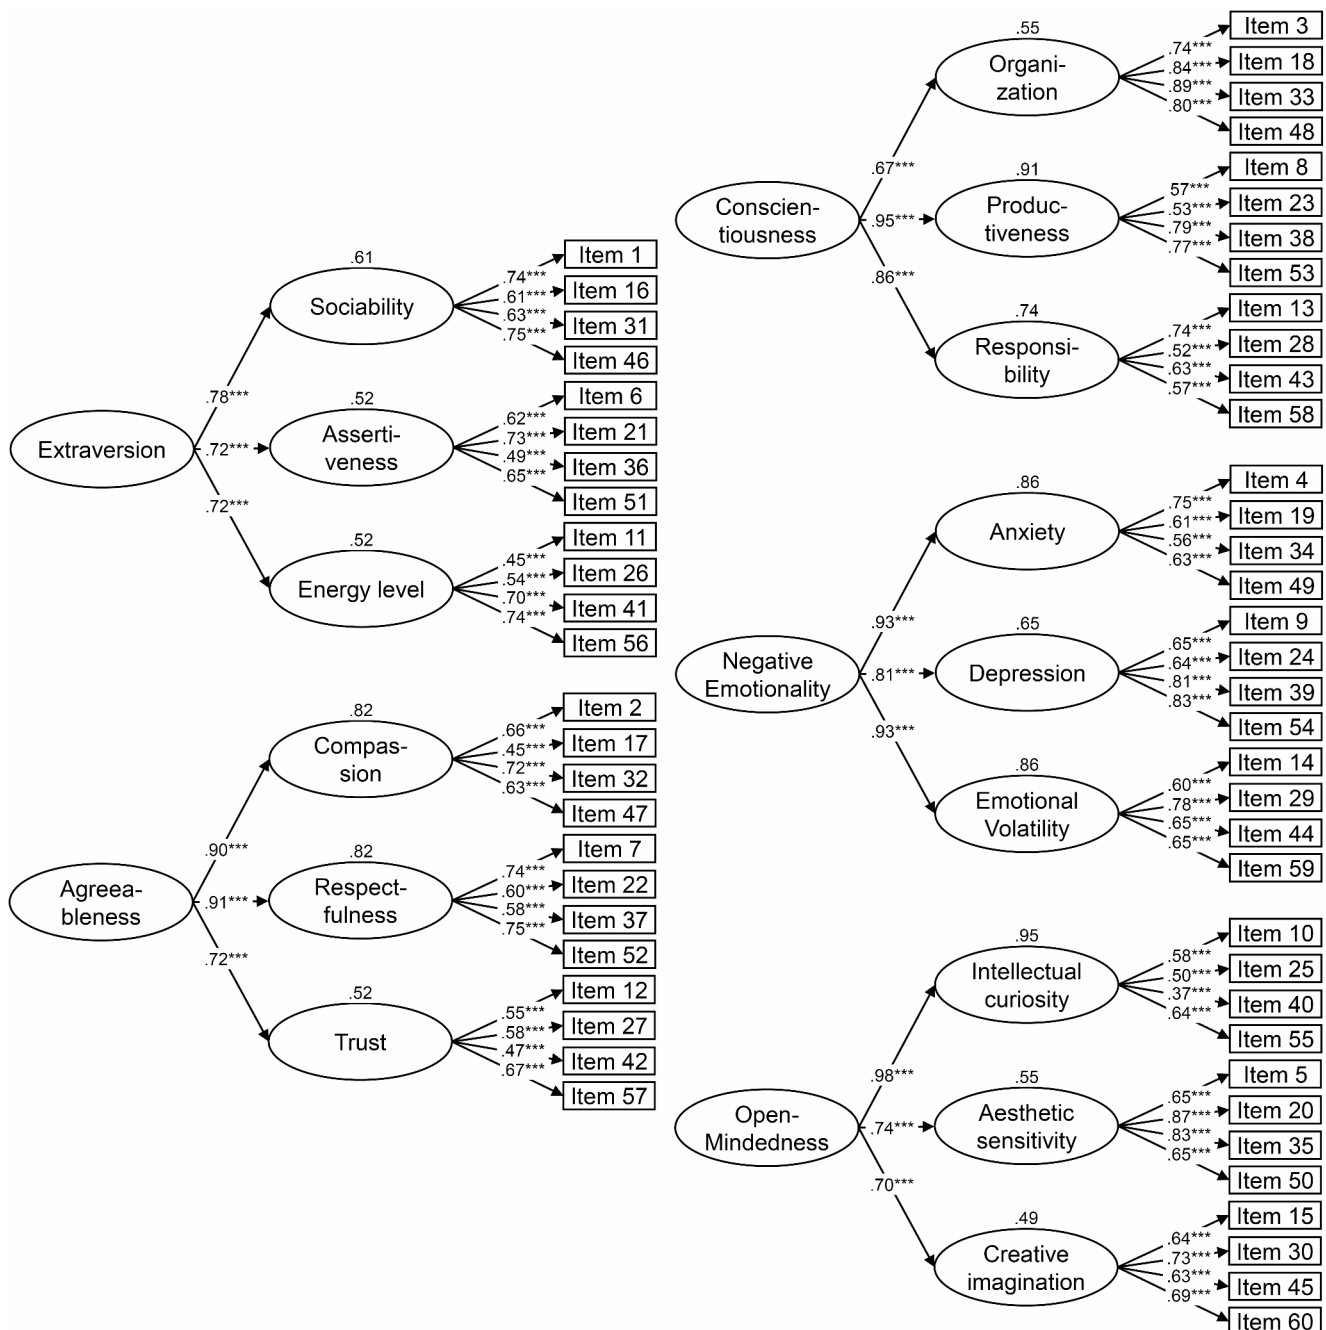 Extraversion
.78***
.72***
.72***
.61
Sociability
.74***
.61***
.63***
.75***
Item 1
Item 16
Item 31
Item 46
.52
Asserti-
veness
.62***
.73***
.49***
.65***
Item 6
Item 21
Item 36
Item 51
.52
Energy level
.45***
.54***
.70***
.74***
Item 11
Item 26
Item 41
Item 56
Agreea-
bleness
.90***
.91***
.72***
.82
Compas-
sion
.66***
.45***
.72***
.63***
Item 2
Item 17
Item 32
Item 47
.82
Respect-
fulness
.74***
.60***
.58***
.75***
Item 7
Item 22
Item 37
Item 52
.52
Trust
.55***
.58***
.47***
.67***
Item 12
Item 27
Item 42
Item 57
Conscien-
tiousness
.67***
.95***
.86***
.55
Organi-
zation
.74***
.84***
.89***
.80***
Item 3
Item 18
Item 33
Item 48
.91
Produc-
tiveness
.57***
.53***
.79***
.77***
Item 8
Item 23
Item 38
Item 53
.74
Responsi-
bility
.74***
.52***
.63***
.57***
Item 13
Item 28
Item 43
Item 58
Negative
Emotionality
.93***
.81***
.93***
.86
Anxiety
.75***
.61***
.56***
.63***
Item 4
Item 19
Item 34
Item 49
.65
Depression
.65***
.64***
.81***
.83***
Item 9
Item 24
Item 39
Item 54
.86
Emotional
Volatility
.60***
.78***
.65***
.65***
Item 14
Item 29
Item 44
Item 59
Open-
Mindedness
.98***
.74***
.70***
.95
Intellectual
curiosity
.58***
.50***
.37***
.64***
Item 10
Item 25
Item 40
Item 55
.55
Aesthetic
sensitivity
.65***
.87***
.83***
.65***
Item 5
Item 20
Item 35
Item 50
.49
Creative
imagination
.64***
.73***
.63***
.69***
Item 15
Item 30
Item 45
Item 60